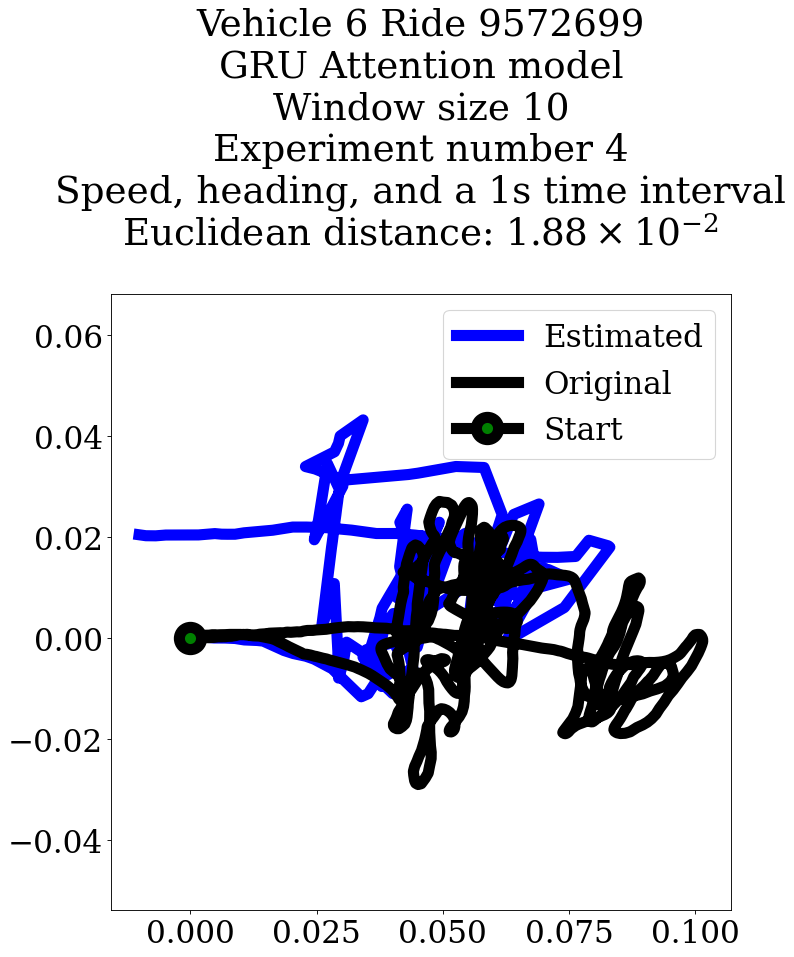 Vehicle 6 Ride 9572699
GRU Attention model
Window size 10
Experiment number 4
Speed, heading, and a 1s time interval
Euclidean distance: 1.88 × 10⁻²
Estimated
Original
Start
0.06
0.04
0.02
0.00
−0.02
−0.04
0.000 0.025 0.050 0.075 0.100